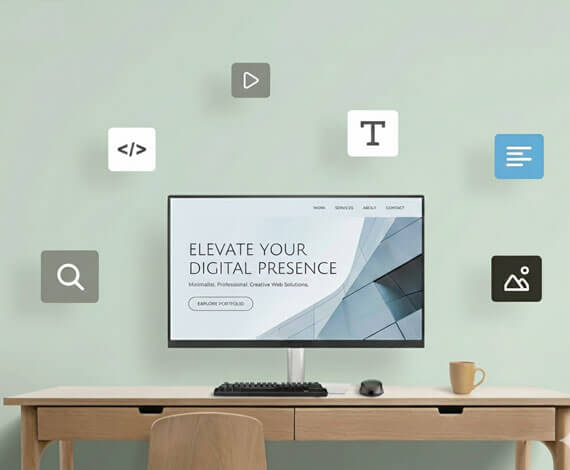 </>
T
WORK SERVICES ABOUT CONTACT
ELEVATE YOUR
DIGITAL PRESENCE
Minimalist, Professional, Creative Web Solutions.
EXPLORE PORTFOLIO